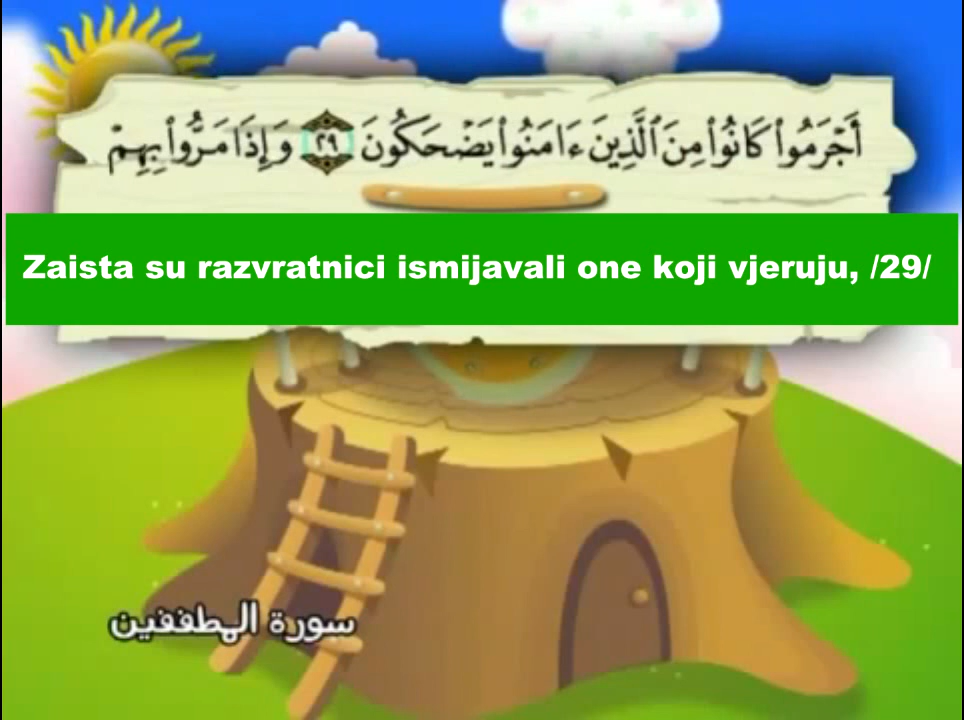 أَجْرَمُوا۟ كَانُوا۟ مِنَ ٱلَّذِينَ ءَامَنُوا۟ يَضْحَكُونَ ٢٩ وَإِذَا مَرُّوا۟ بِهِمْ
Zaista su razvratnici ismijavali one koji vjeruju, /29/
سورة المطففين